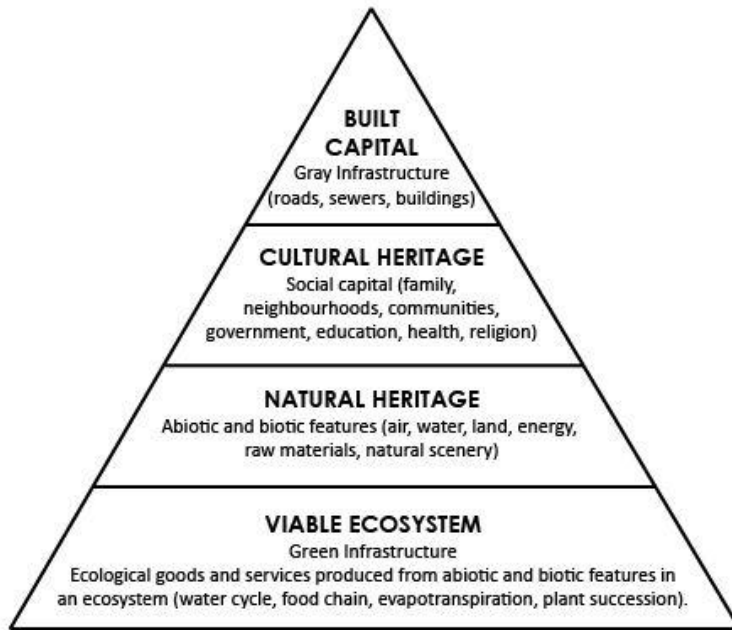 BUILT
CAPITAL
Gray Infrastructure
(roads, sewers, buildings)
CULTURAL HERITAGE
Social capital (family,
neighbourhoods, communities,
government, education, health, religion)
NATURAL HERITAGE
Abiotic and biotic features (air, water, land, energy,
raw materials, natural scenery)
VIABLE ECOSYSTEM
Green Infrastructure
Ecological goods and services produced from abiotic and biotic features in
an ecosystem (water cycle, food chain, evapotranspiration, plant succession).